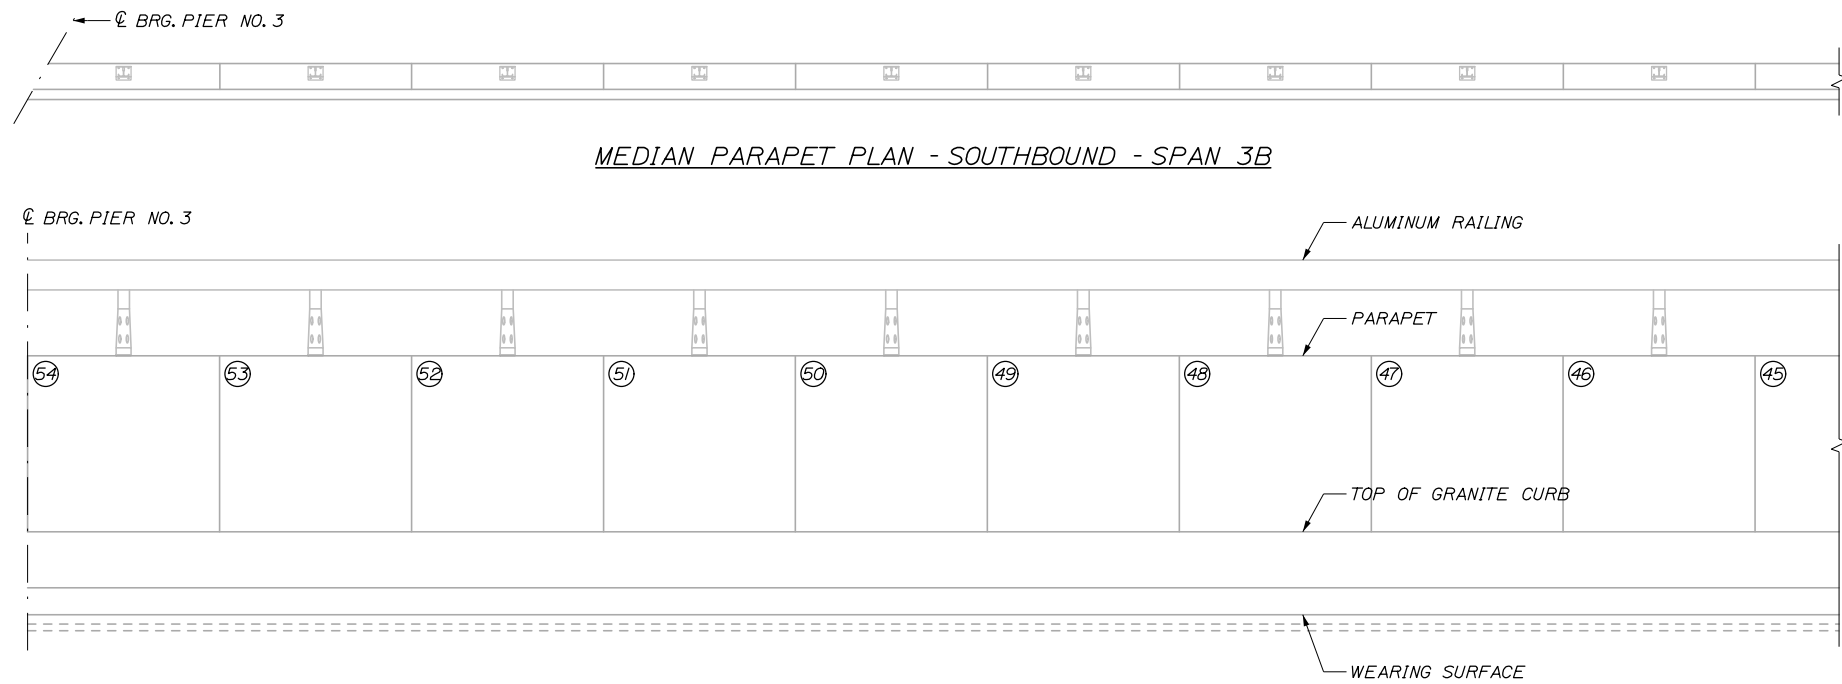 ℄ BRG. PIER NO. 3
MEDIAN PARAPET PLAN - SOUTHBOUND - SPAN 3B
℄ BRG. PIER NO. 3
ALUMINUM RAILING
PARAPET
54 53 52 51 50 49 48 47 46 45
TOP OF GRANITE CURB
WEARING SURFACE